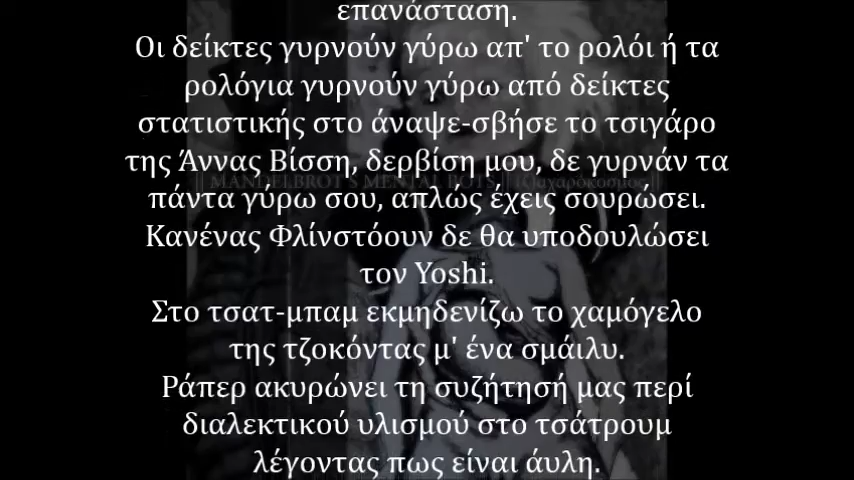 επανάσταση.
Οι δείκτες γυρνούν γύρω απ' το ρολόι ή τα
ρολόγια γυρνούν γύρω από δείκτες
στατιστικής στο άναψε-σβήσε το τσιγάρο
της Άννας Βίσση, δερβίση μου, δε γυρνάν τα
|| MANDELBROT'S MENTAL BOTS ||
πάντα γύρω σου, απλώς έχεις σουρώσει.
Κανένας Φλίνστόουν δε θα υποδουλώσει
τον Yoshi.
Στο τσατ-μπαμ εκμηδενίζω το χαμόγελο
της τζοκόντας μ' ένα σμάιλυ.
Ράπερ ακυρώνει τη συζήτησή μας περί
διαλεκτικού υλισμού στο τσάτρουμ
λέγοντας πως είναι άυλη.